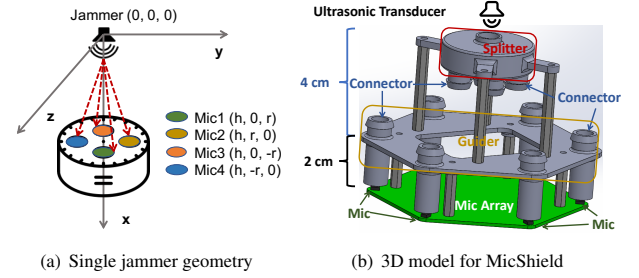 Jammer (0, 0, 0)
y
z
x
Mic1 (h, 0, r)
Mic2 (h, r, 0)
Mic3 (h, 0, -r)
Mic4 (h, -r, 0)
(a) Single jammer geometry
Ultrasonic Transducer
Splitter
4 cm
Connector
Connector
Guider
2 cm
Mic Array
Mic
Mic
(b) 3D model for MicShield